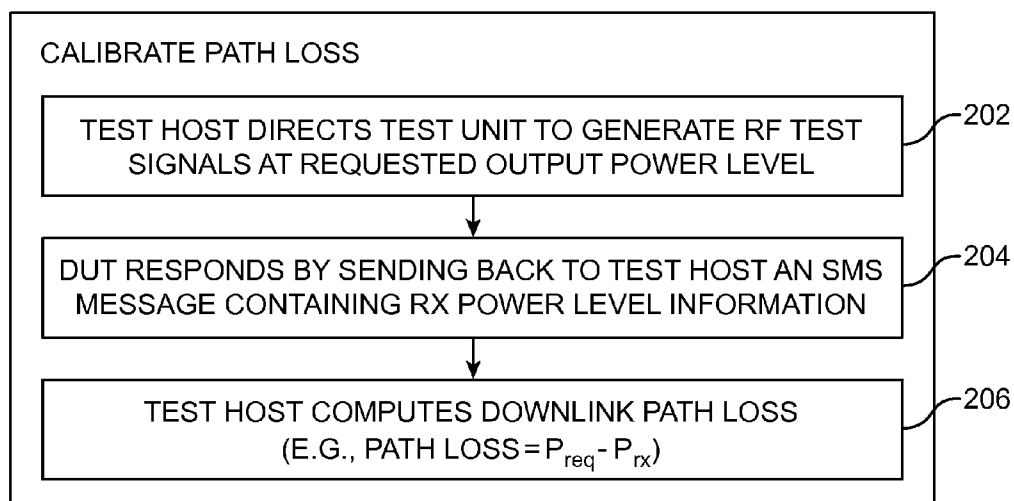 CALIBRATE PATH LOSS
TEST HOST DIRECTS TEST UNIT TO GENERATE RF TEST
SIGNALS AT REQUESTED OUTPUT POWER LEVEL
202
DUT RESPONDS BY SENDING BACK TO TEST HOST AN SMS
MESSAGE CONTAINING RX POWER LEVEL INFORMATION
204
TEST HOST COMPUTES DOWNLINK PATH LOSS
(E.G., PATH LOSS = Preq - Prx)
206